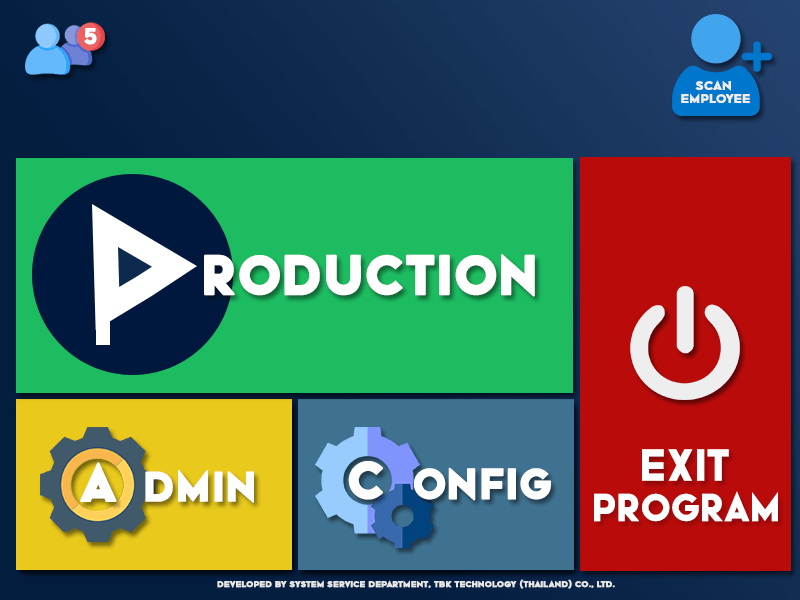 5
SCAN
EMPLOYEE
PRODUCTION
ADMIN
CONFIG
EXIT
PROGRAM
DEVELOPED BY SYSTEM SERVICE DEPARTMENT, TBK TECHNOLOGY (THAILAND) CO., LTD.